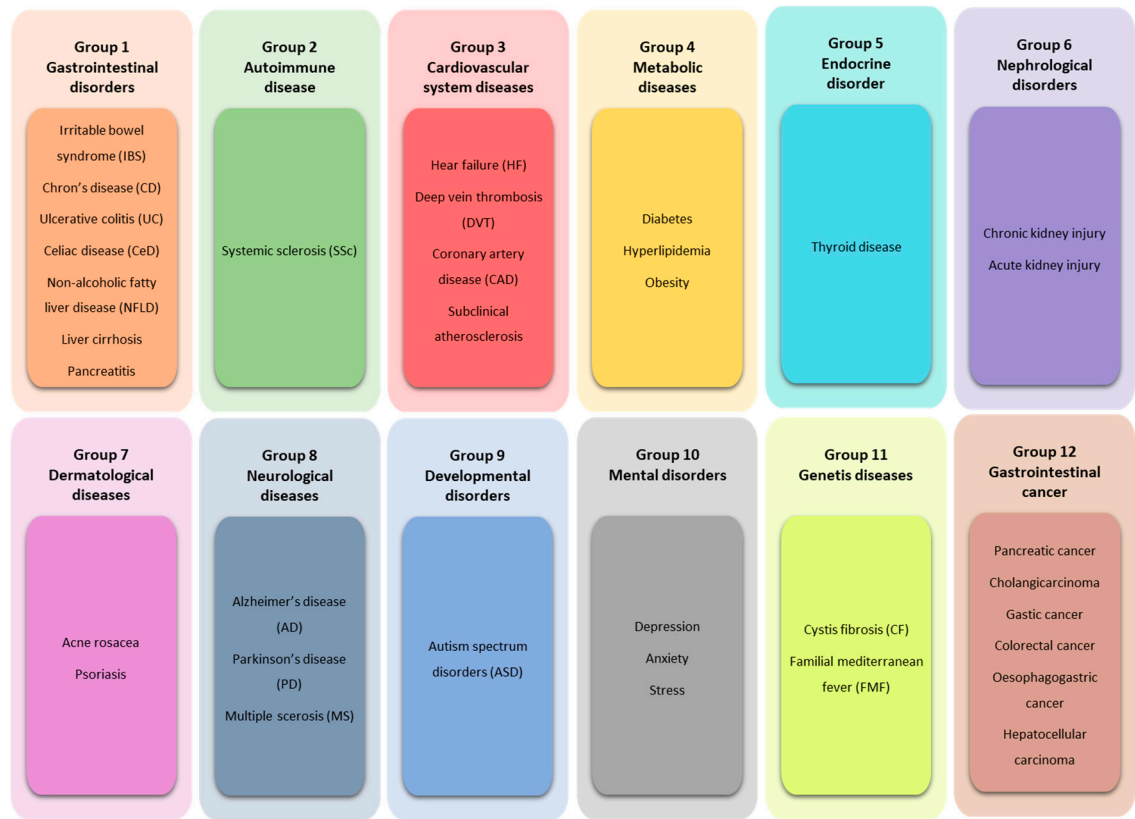 Group 1
Gastrointestinal
disorders
Irritable bowel
syndrome (IBS)
Chron's disease (CD)
Ulcerative colitis (UC)
Celiac disease (CeD)
Non-alcoholic fatty
liver disease (NFLD)
Liver cirrhosis
Pancreatitis
Group 2
Autoimmune
disease
Systemic sclerosis (SSc)
Group 3
Cardiovascular
system diseases
Hear failure (HF)
Deep vein thrombosis
(DVT)
Coronary artery
disease (CAD)
Subclinical
atherosclerosis
Group 4
Metabolic
diseases
Diabetes
Hyperlipidemia
Obesity
Group 5
Endocrine
disorder
Thyroid disease
Group 6
Nephrological
disorders
Chronic kidney injury
Acute kidney injury
Group 7
Dermatological
diseases
Acne rosacea
Psoriasis
Group 8
Neurological
diseases
Alzheimer's disease
(AD)
Parkinson's disease
(PD)
Multiple scerosis (MS)
Group 9
Developmental
disorders
Autism spectrum
disorders (ASD)
Group 10
Mental disorders
Depression
Anxiety
Stress
Group 11
Genetis diseases
Cystis fibrosis (CF)
Familial mediterranean
fever (FMF)
Group 12
Gastrointestinal
cancer
Pancreatic cancer
Cholangicarcinoma
Gastic cancer
Colorectal cancer
Oesophagogastric
cancer
Hepatocellular
carcinoma